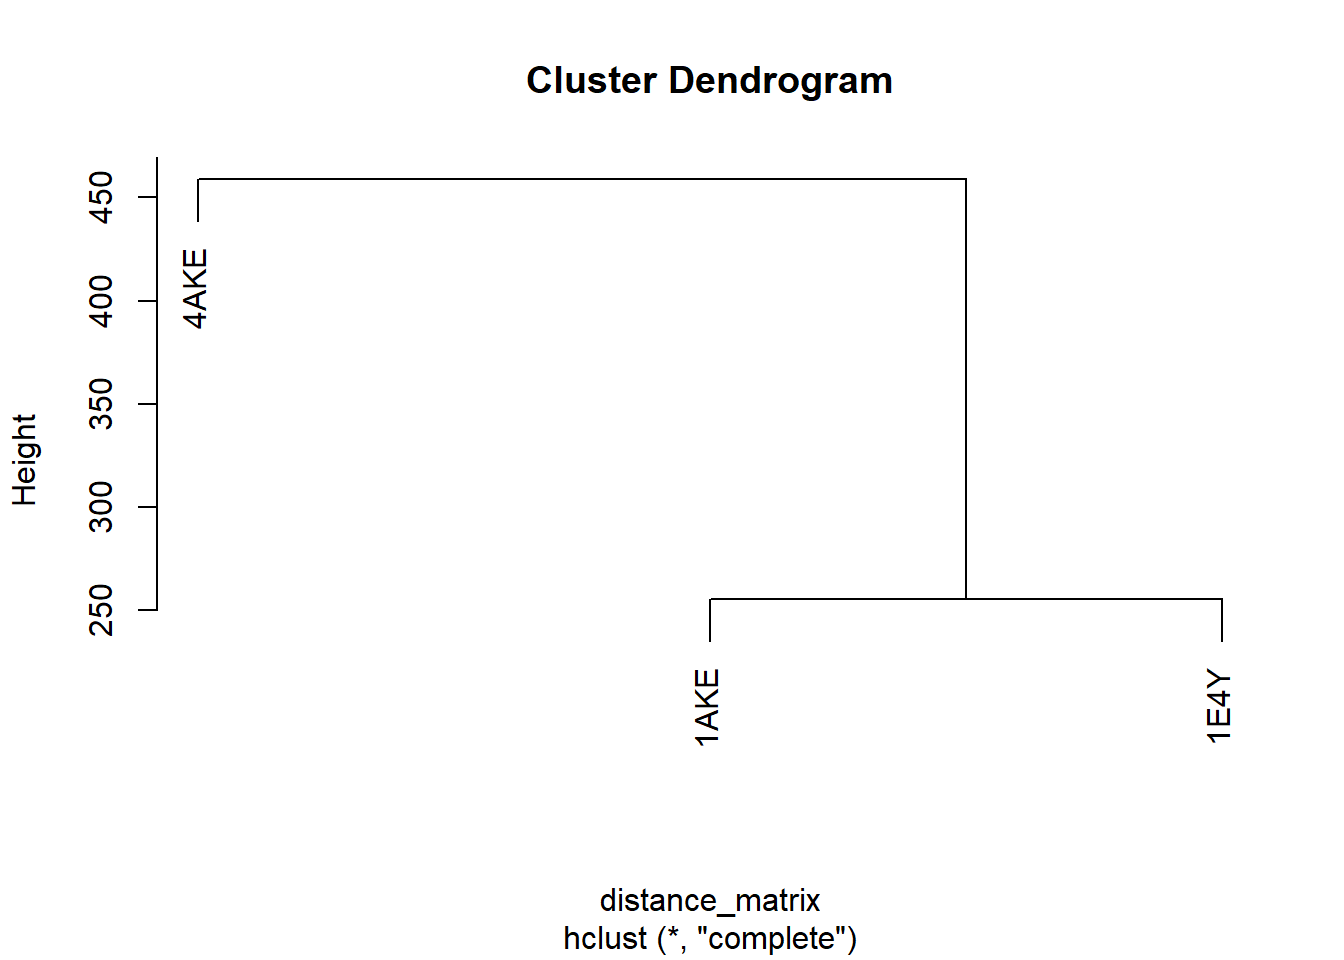 Cluster Dendrogram
Height
450
400
350
300
250
4AKE
1AKE
1E4Y
distance_matrix
hclust (*, "complete")